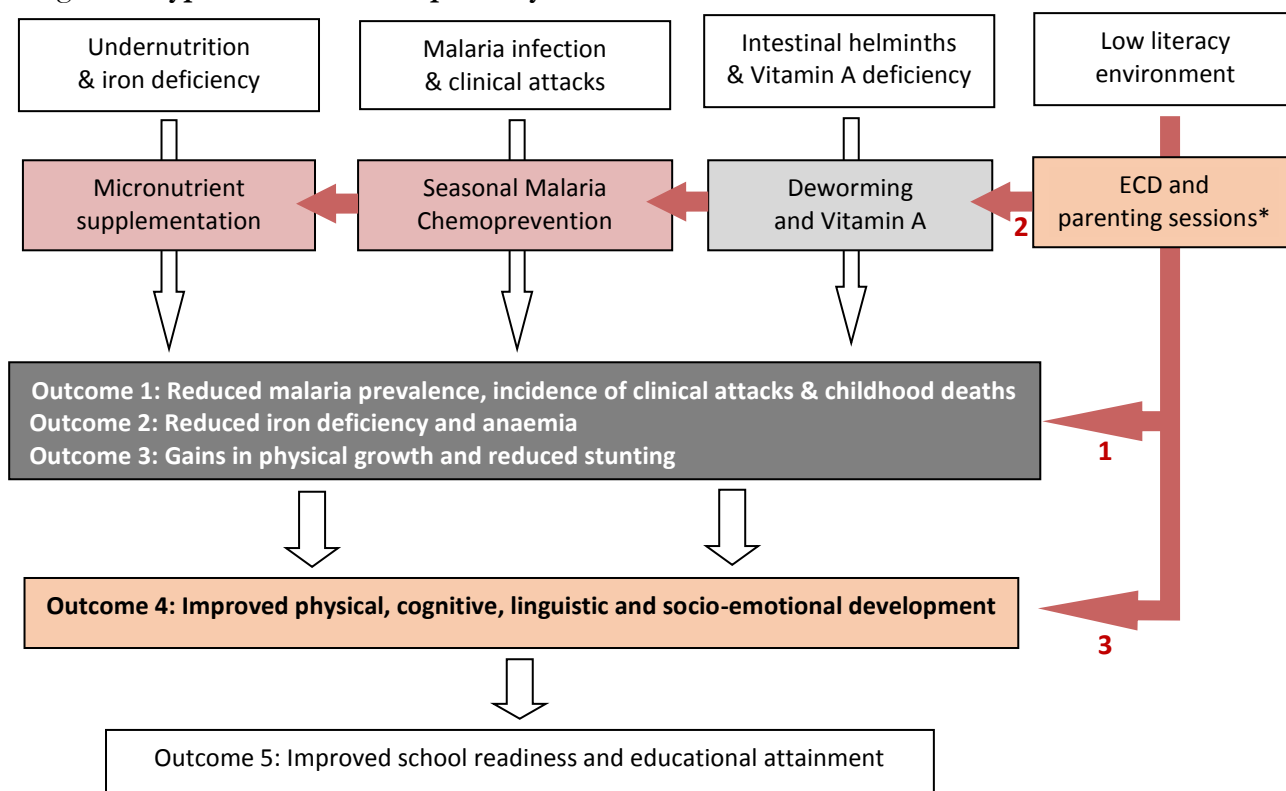 Undernutrition
& iron deficiency
Malaria infection
& clinical attacks
Intestinal helminths
& Vitamin A deficiency
Low literacy
environment
Micronutrient
supplementation
Seasonal Malaria
Chemoprevention
Deworming
and Vitamin A
2
ECD and
parenting sessions*
Outcome 1: Reduced malaria prevalence, incidence of clinical attacks & childhood deaths
Outcome 2: Reduced iron deficiency and anaemia
Outcome 3: Gains in physical growth and reduced stunting
1
Outcome 4: Improved physical, cognitive, linguistic and socio-emotional development
3
Outcome 5: Improved school readiness and educational attainment